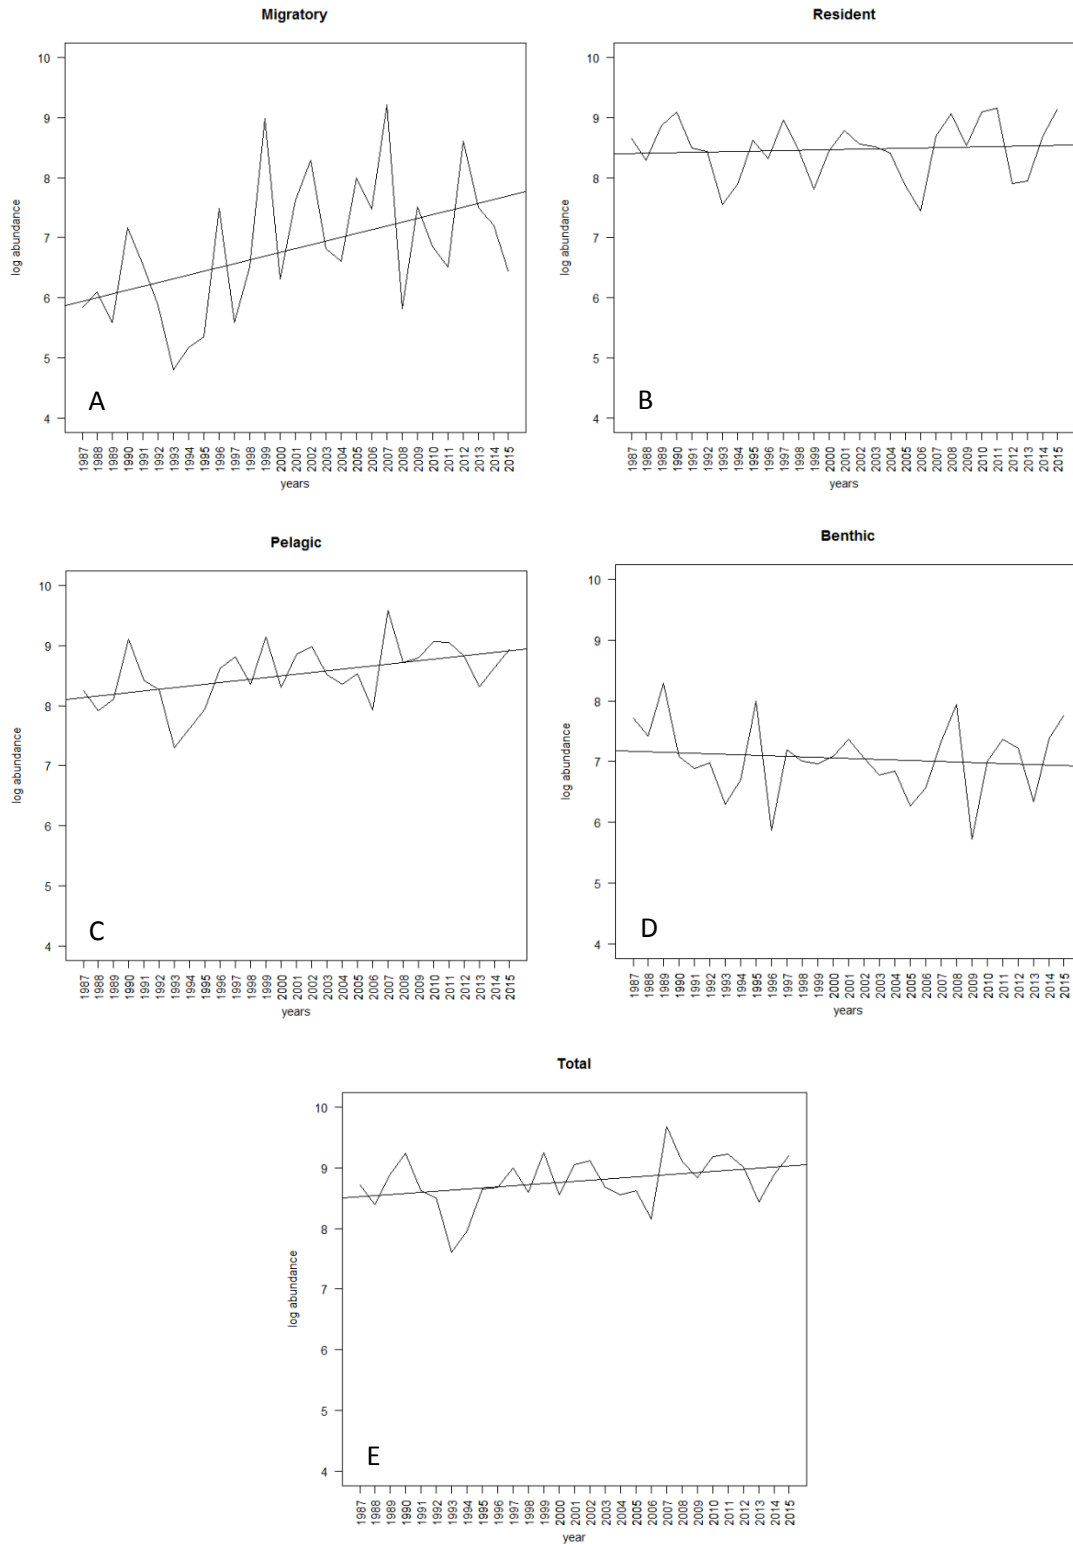 Migratory
log abundance
10
9
8
7
6
5
4
A
1987 1988 1989 1990 1991 1992 1993 1994 1995 1996 1997 1998 1999 2000 2001 2002 2003 2004 2005 2006 2007 2008 2009 2010 2011 2012 2013 2014 2015
years
Resident
log abundance
10
9
8
7
6
5
4
B
1987 1988 1989 1990 1991 1992 1993 1994 1995 1996 1997 1998 1999 2000 2001 2002 2003 2004 2005 2006 2007 2008 2009 2010 2011 2012 2013 2014 2015
years
Pelagic
log abundance
10
9
8
7
6
5
4
C
1987 1988 1989 1990 1991 1992 1993 1994 1995 1996 1997 1998 1999 2000 2001 2002 2003 2004 2005 2006 2007 2008 2009 2010 2011 2012 2013 2014 2015
years
Benthic
log abundance
10
9
8
7
6
5
4
D
1987 1988 1989 1990 1991 1992 1993 1994 1995 1996 1997 1998 1999 2000 2001 2002 2003 2004 2005 2006 2007 2008 2009 2010 2011 2012 2013 2014 2015
years
Total
log abundance
10
9
8
7
6
5
4
E
1987 1988 1989 1990 1991 1992 1993 1994 1995 1996 1997 1998 1999 2000 2001 2002 2003 2004 2005 2006 2007 2008 2009 2010 2011 2012 2013 2014 2015
year